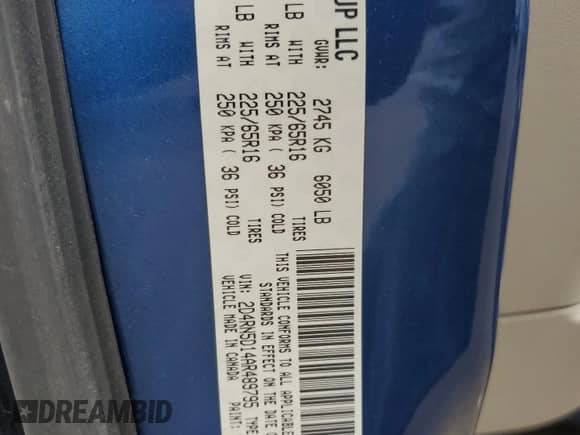 UP LLC
GVWR: 2745 KG 6050 LB
LB WITH 225/65R16 TIRES
RIMS AT 250 KPA ( 36 PSI) COLD
LB WITH 225/65R16 TIRES
RIMS AT 250 KPA ( 36 PSI) COLD
THIS VEHICLE CONFORMS TO ALL APPLICABLE
STANDARDS IN EFFECT ON THE DATE O
VIN: 2D4RN5D14AR489795 TYPE
VEHICLE MADE IN CANADA PAINT:
DREAMBID